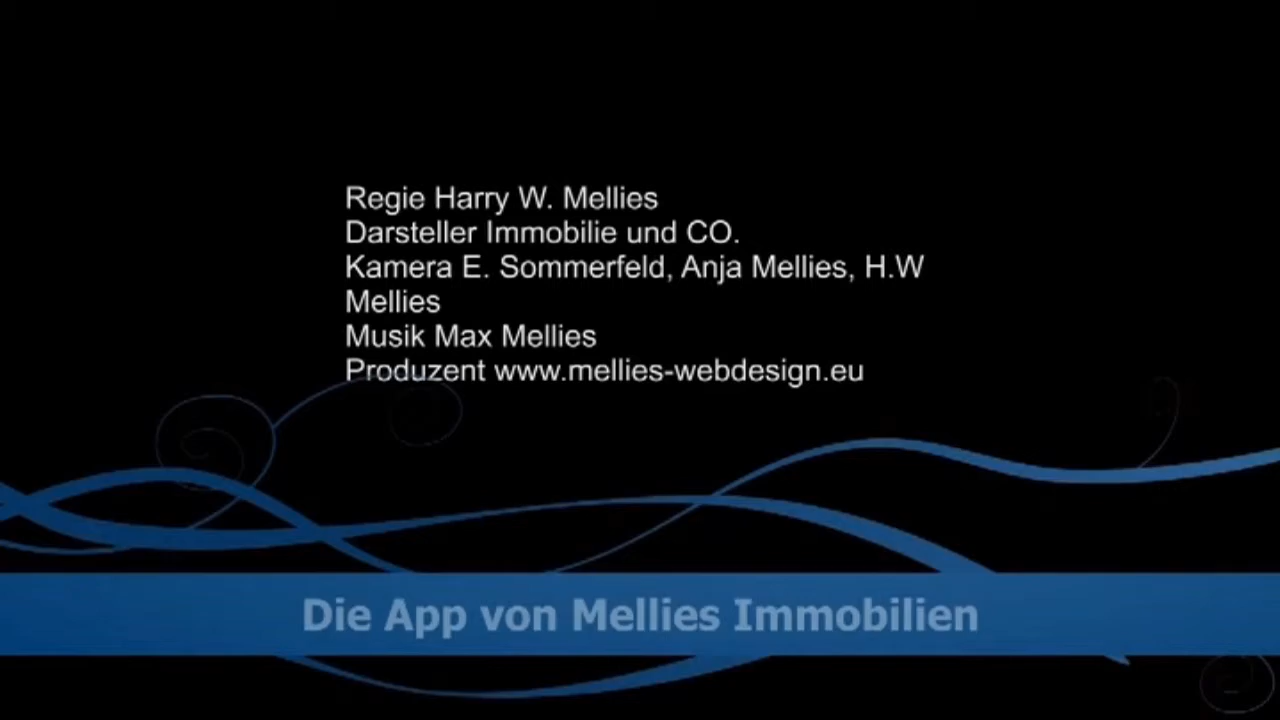 Regie Harry W. Mellies
Darsteller Immobilie und CO.
Kamera E. Sommerfeld, Anja Mellies, H.W
Mellies
Musik Max Mellies
Produzent www.mellies-webdesign.eu
Die App von Mellies Immobilien